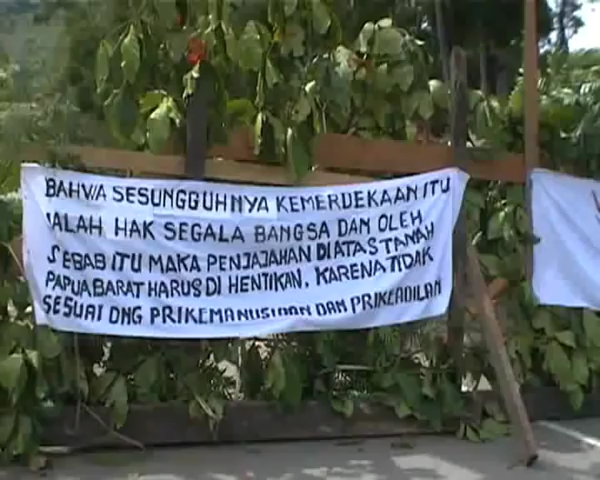 BAHWA SESUNGGUHNYA KEMERDEKAAN ITU
IALAH HAK SEGALA BANGSA DAN OLEH
SEBAB ITU MAKA PENJAJAHAN DIATAS TANAH
PAPUA BARAT HARUS DI HENTIKAN, KARENA TIDAK
SESUAI DNG PRIKEMANUSIAAN DAN PRIKEADILAN